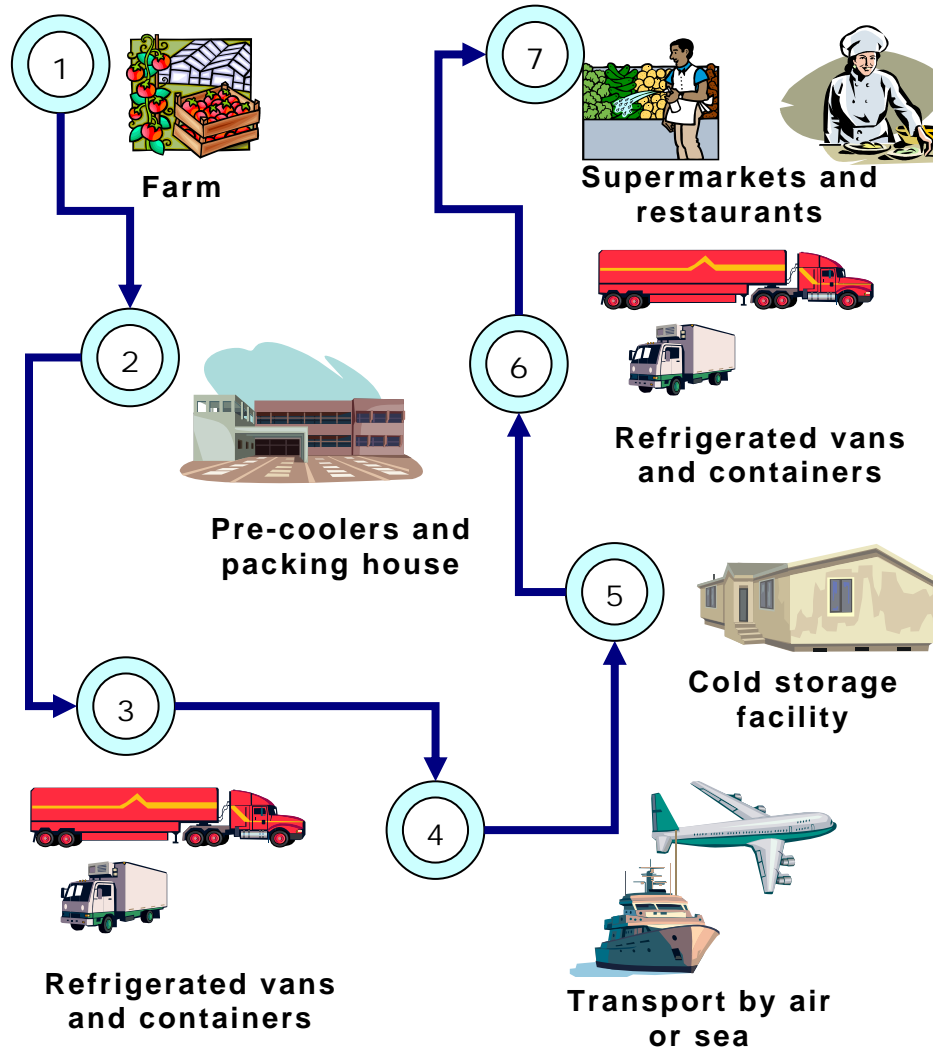 1
Farm
2
Pre-coolers and
packing house
3
Refrigerated vans
and containers
4
Transport by air
or sea
5
Cold storage
facility
6
Refrigerated vans
and containers
7
Supermarkets and
restaurants